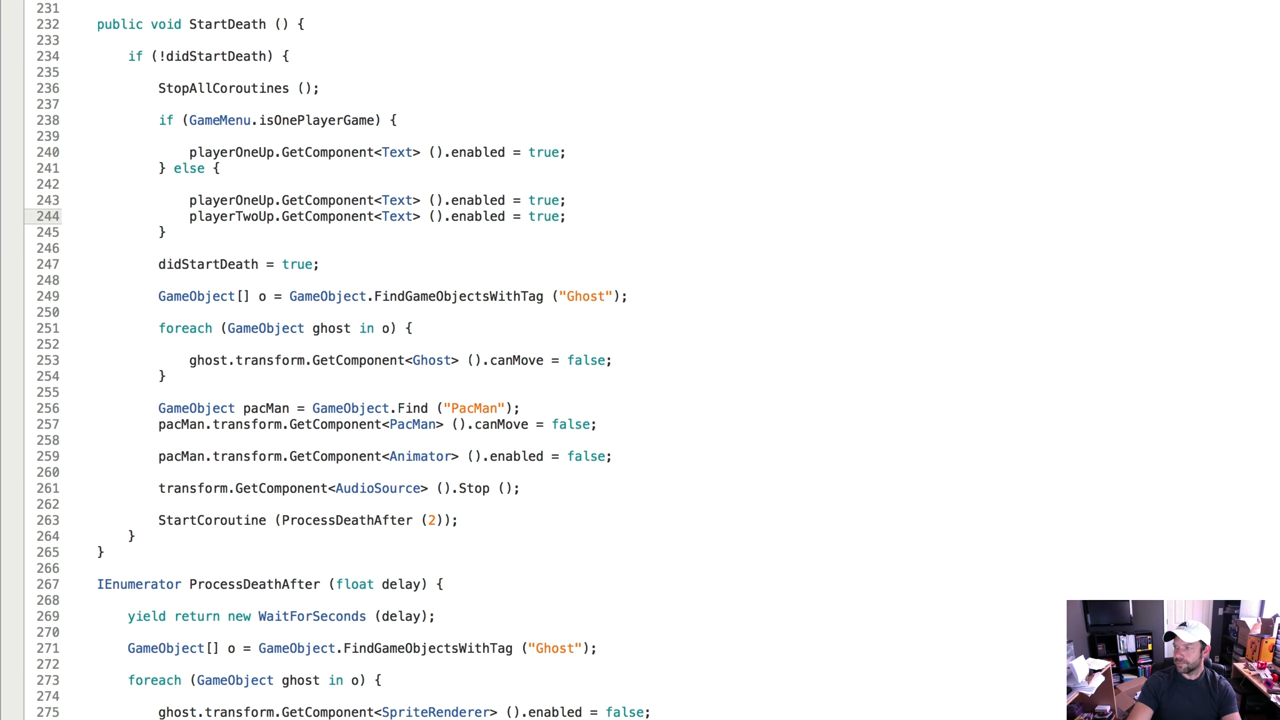 231
232 public void StartDeath () {
233
234 if (!didStartDeath) {
235
236 StopAllCoroutines ();
237
238 if (GameMenu.isOnePlayerGame) {
239
240 playerOneUp.GetComponent<Text> ().enabled = true;
241 } else {
242
243 playerOneUp.GetComponent<Text> ().enabled = true;
244 playerTwoUp.GetComponent<Text> ().enabled = true;
245 }
246
247 didStartDeath = true;
248
249 GameObject[] o = GameObject.FindGameObjectsWithTag ("Ghost");
250
251 foreach (GameObject ghost in o) {
252
253 ghost.transform.GetComponent<Ghost> ().canMove = false;
254 }
255
256 GameObject pacMan = GameObject.Find ("PacMan");
257 pacMan.transform.GetComponent<PacMan> ().canMove = false;
258
259 pacMan.transform.GetComponent<Animator> ().enabled = false;
260
261 transform.GetComponent<AudioSource> ().Stop ();
262
263 StartCoroutine (ProcessDeathAfter (2));
264 }
265 }
266
267 IEnumerator ProcessDeathAfter (float delay) {
268
269 yield return new WaitForSeconds (delay);
270
271 GameObject[] o = GameObject.FindGameObjectsWithTag ("Ghost");
272
273 foreach (GameObject ghost in o) {
274
275 ghost.transform.GetComponent<SpriteRenderer> ().enabled = false;